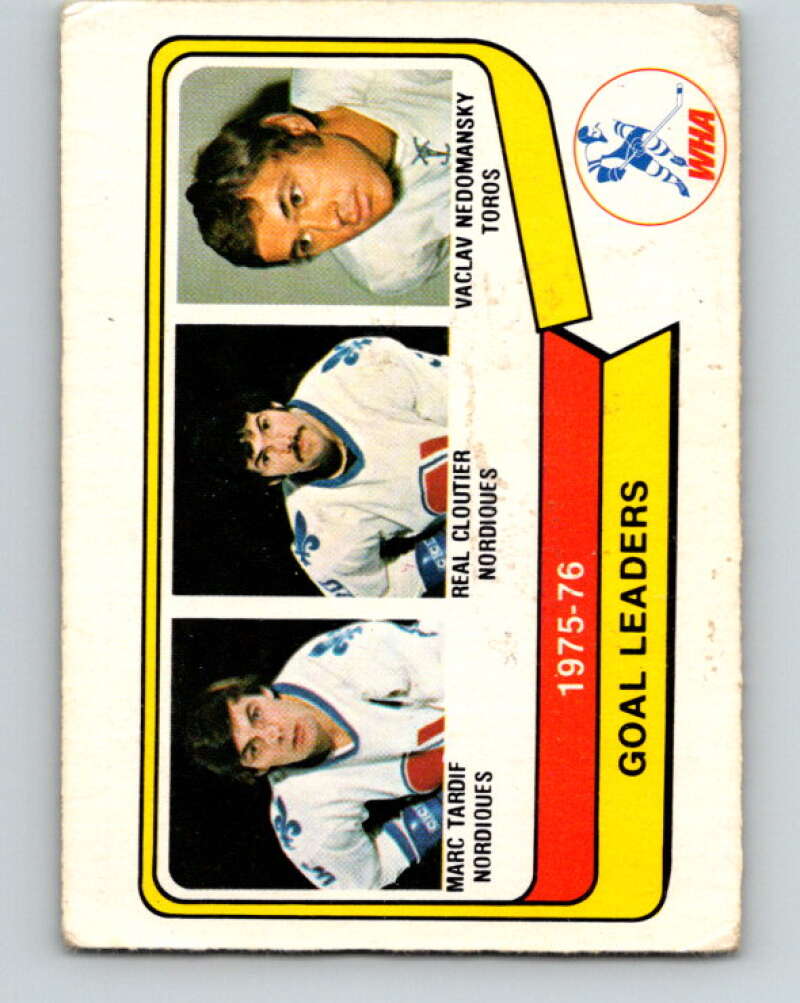 MARC TARDIF
NORDIQUES
REAL CLOUTIER
NORDIQUES
VACLAV NEDOMANSKY
TOROS
1975-76
GOAL LEADERS
WHA